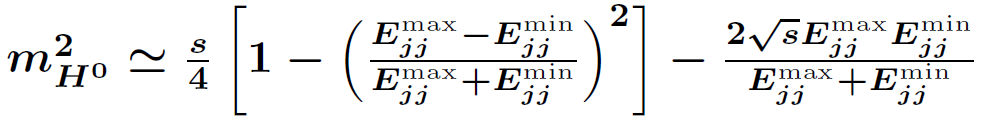 $m_{H^0}^2 \simeq \frac{s}{4} \left[ 1 - \left( \frac{E_{jj}^{\max} - E_{jj}^{\min}}{E_{jj}^{\max} + E_{jj}^{\min}} \right)^2 \right] - \frac{2\sqrt{s} E_{jj}^{\max} E_{jj}^{\min}}{E_{jj}^{\max} + E_{jj}^{\min}}$